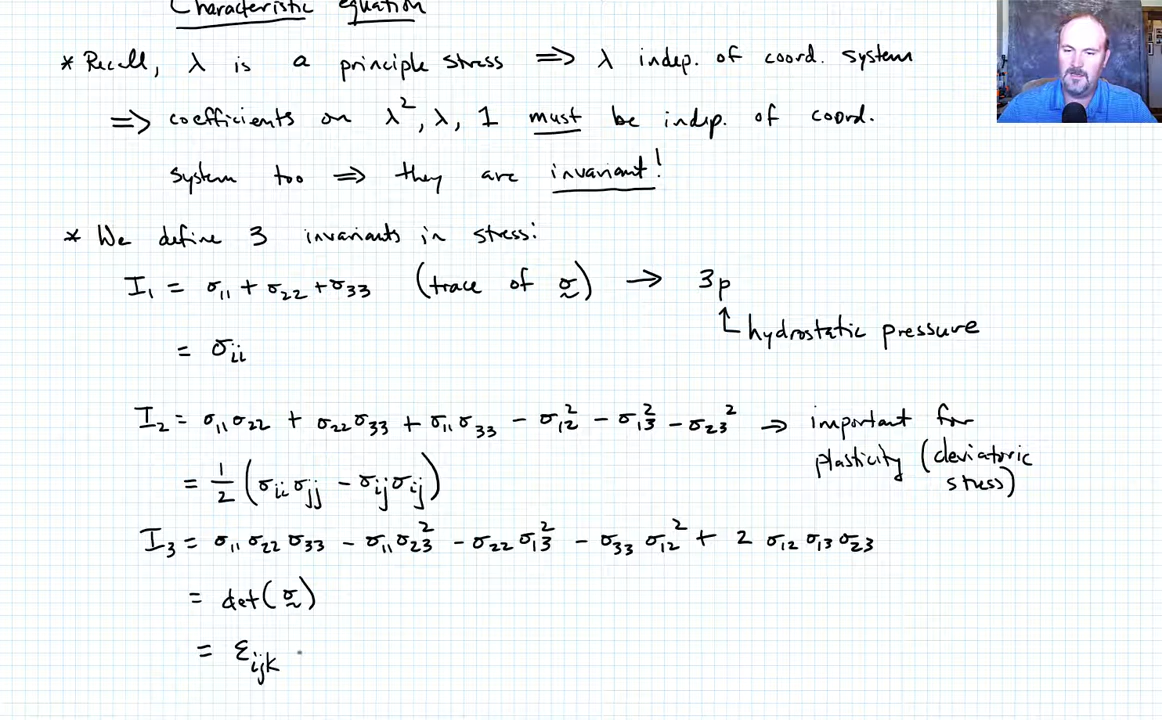 Characteristic equation
* Recall, λ is a principle stress ⟹ λ indep. of coord. system
⟹ coefficients on λ², λ, 1 must be indep. of coord.
system too ⟹ they are invariant!
* We define 3 invariants in stress:
I₁ = σ₁₁ + σ₂₂ + σ₃₃ (trace of σ̰) → 3p
↑ hydrostatic pressure
= σᵢᵢ
I₂ = σ₁₁σ₂₂ + σ₂₂σ₃₃ + σ₁₁σ₃₃ − σ₁₂² − σ₁₃² − σ₂₃² → important for
plasticity (deviatoric
stress)
= 1/2 (σᵢᵢσⱼⱼ − σᵢⱼσᵢⱼ)
I₃ = σ₁₁σ₂₂σ₃₃ − σ₁₁σ₂₃² − σ₂₂σ₁₃² − σ₃₃σ₁₂² + 2 σ₁₂σ₁₃σ₂₃
= det(σ̰)
= εᵢⱼₖ